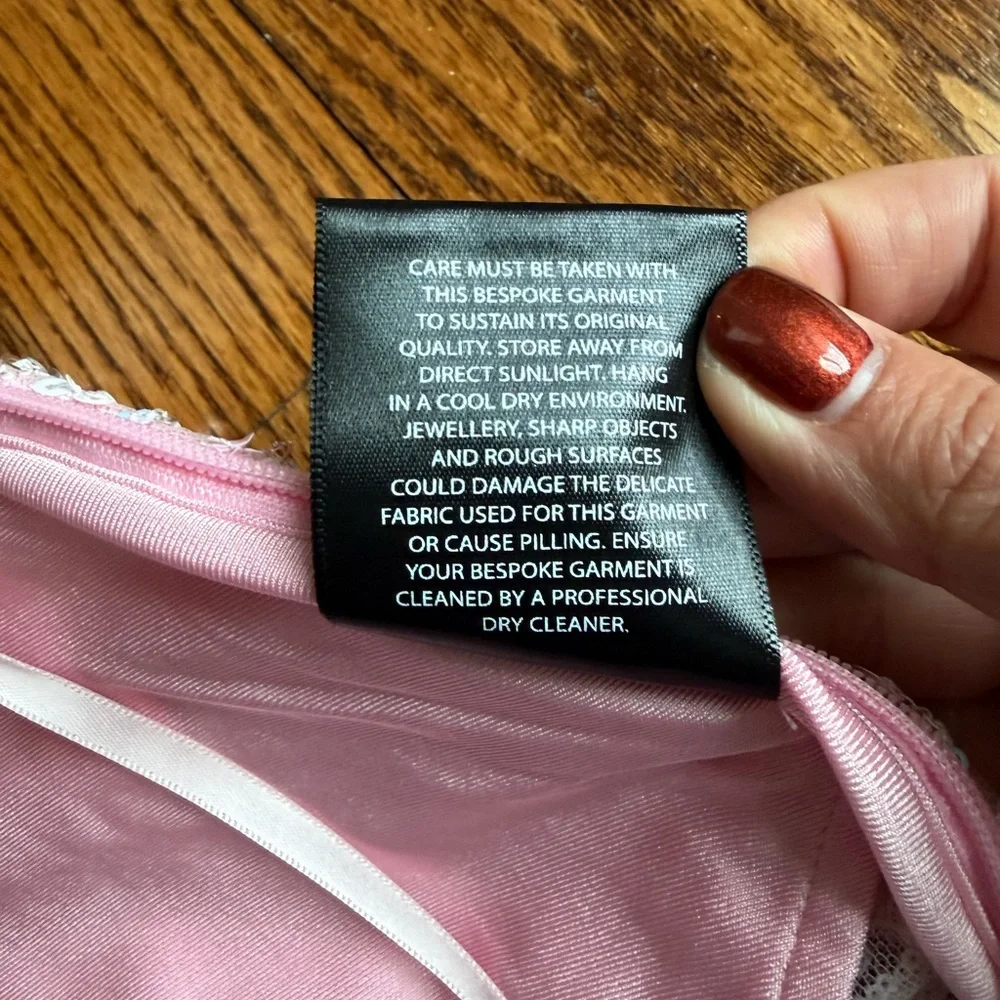 CARE MUST BE TAKEN WITH
THIS BESPOKE GARMENT
TO SUSTAIN ITS ORIGINAL
QUALITY. STORE AWAY FROM
DIRECT SUNLIGHT. HANG
IN A COOL DRY ENVIRONMENT.
JEWELLERY, SHARP OBJECTS
AND ROUGH SURFACES
COULD DAMAGE THE DELICATE
FABRIC USED FOR THIS GARMENT
OR CAUSE PILLING. ENSURE
YOUR BESPOKE GARMENT IS
CLEANED BY A PROFESSIONAL
DRY CLEANER.